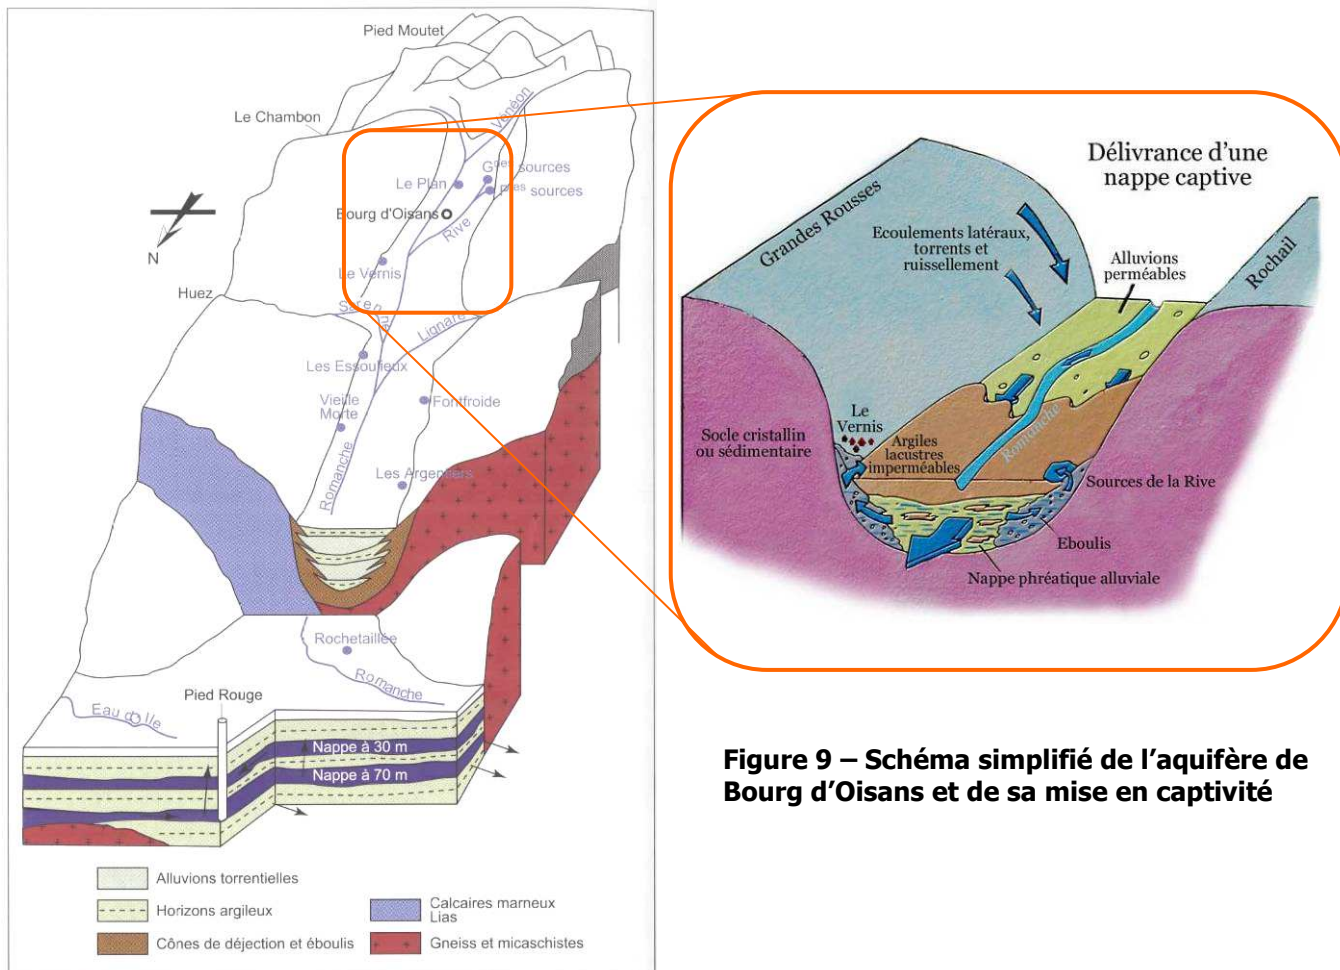 Pied Moutet
Le Chambon
Vénéon
Gdes sources
Ptes sources
Le Plan
Bourg d'Oisans
Rive
Le Vernis
N
Huez
Sarenne
Lignare
Les Essoulieux
Vieille
Morte
Fontfroide
Romanche
Les Argentiers
Rochetaillée
Romanche
Pied Rouge
Eau d'Ile
Nappe à 30 m
Nappe à 70 m
Alluvions torrentielles
Horizons argileux
Cônes de déjection et éboulis
Calcaires marneux
Lias
Gneiss et micaschistes
Délivrance d'une
nappe captive
Grandes Rousses
Ecoulements latéraux,
torrents et
ruissellement
Alluvions
perméables
Rochail
Le
Vernis
Socle cristallin
ou sédimentaire
Argiles
lacustres
imperméables
Romanche
Sources de la Rive
Eboulis
Nappe phréatique alluviale
Figure 9 – Schéma simplifié de l'aquifère de
Bourg d'Oisans et de sa mise en captivité